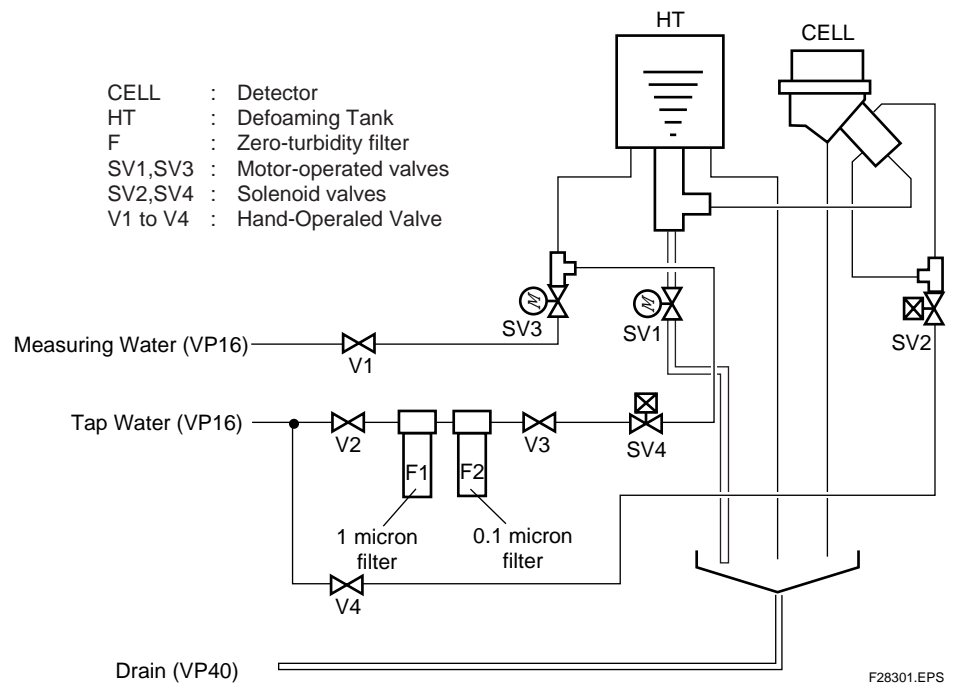 HT
CELL
CELL : Detector
HT : Defoaming Tank
F : Zero-turbidity filter
SV1,SV3 : Motor-operated valves
SV2,SV4 : Solenoid valves
V1 to V4 : Hand-Operaled Valve
M
M
SV3
SV1
SV2
Measuring Water (VP16)
V1
Tap Water (VP16)
V2
F1
F2
V3
SV4
1 micron
filter
0.1 micron
filter
V4
Drain (VP40)
F28301.EPS